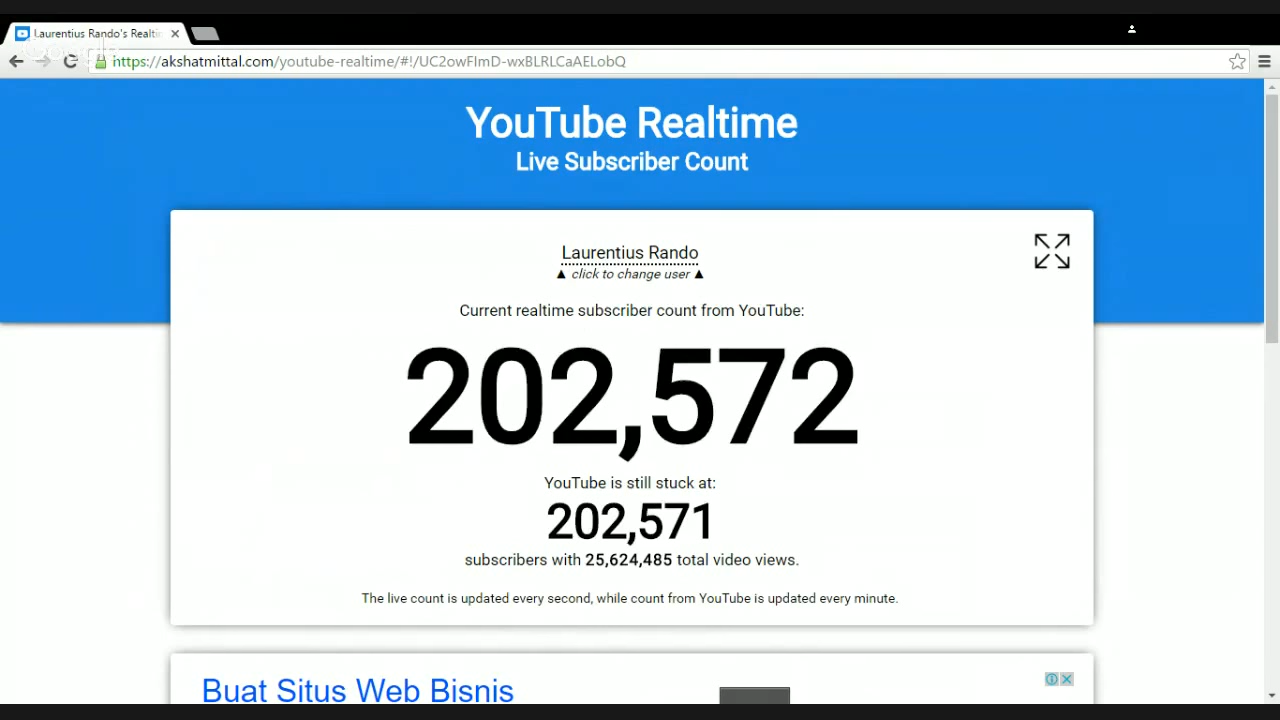 Laurentius Rando's Realtin
https://akshatmittal.com/youtube-realtime/#!/UC2owFImD-wxBLRLCaAELobQ
YouTube Realtime
Live Subscriber Count
Laurentius Rando
▲ click to change user ▲
Current realtime subscriber count from YouTube:
202,572
YouTube is still stuck at:
202,571
subscribers with 25,624,485 total video views.
The live count is updated every second, while count from YouTube is updated every minute.
Buat Situs Web Bisnis